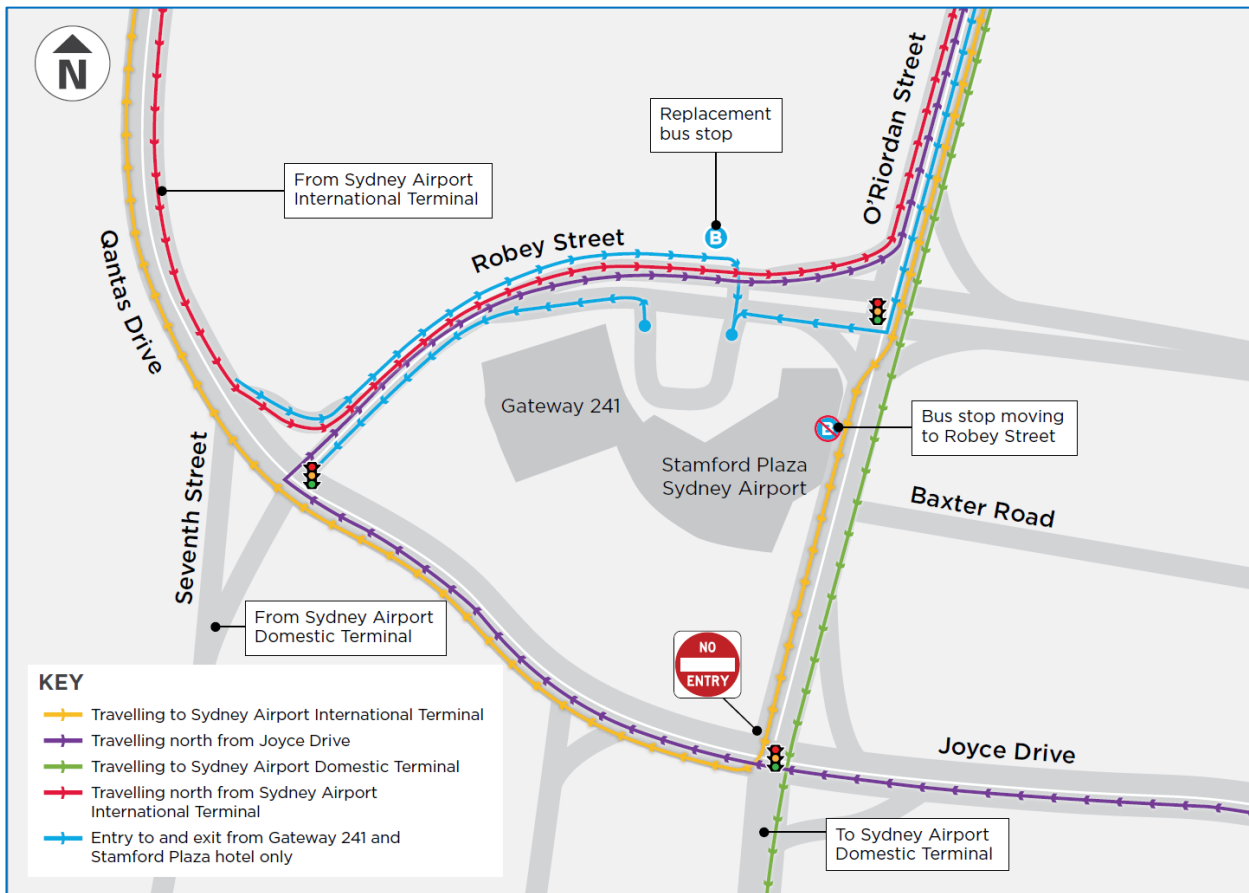 N
Replacement
bus stop
O'Riordan Street
From Sydney Airport
International Terminal
Robey Street
Qantas Drive
B
Gateway 241
Stamford Plaza
Sydney Airport
B
Bus stop moving
to Robey Street
Baxter Road
Seventh Street
From Sydney Airport
Domestic Terminal
NO
ENTRY
Joyce Drive
To Sydney Airport
Domestic Terminal
KEY
Travelling to Sydney Airport International Terminal
Travelling north from Joyce Drive
Travelling to Sydney Airport Domestic Terminal
Travelling north from Sydney Airport
International Terminal
Entry to and exit from Gateway 241 and
Stamford Plaza hotel only